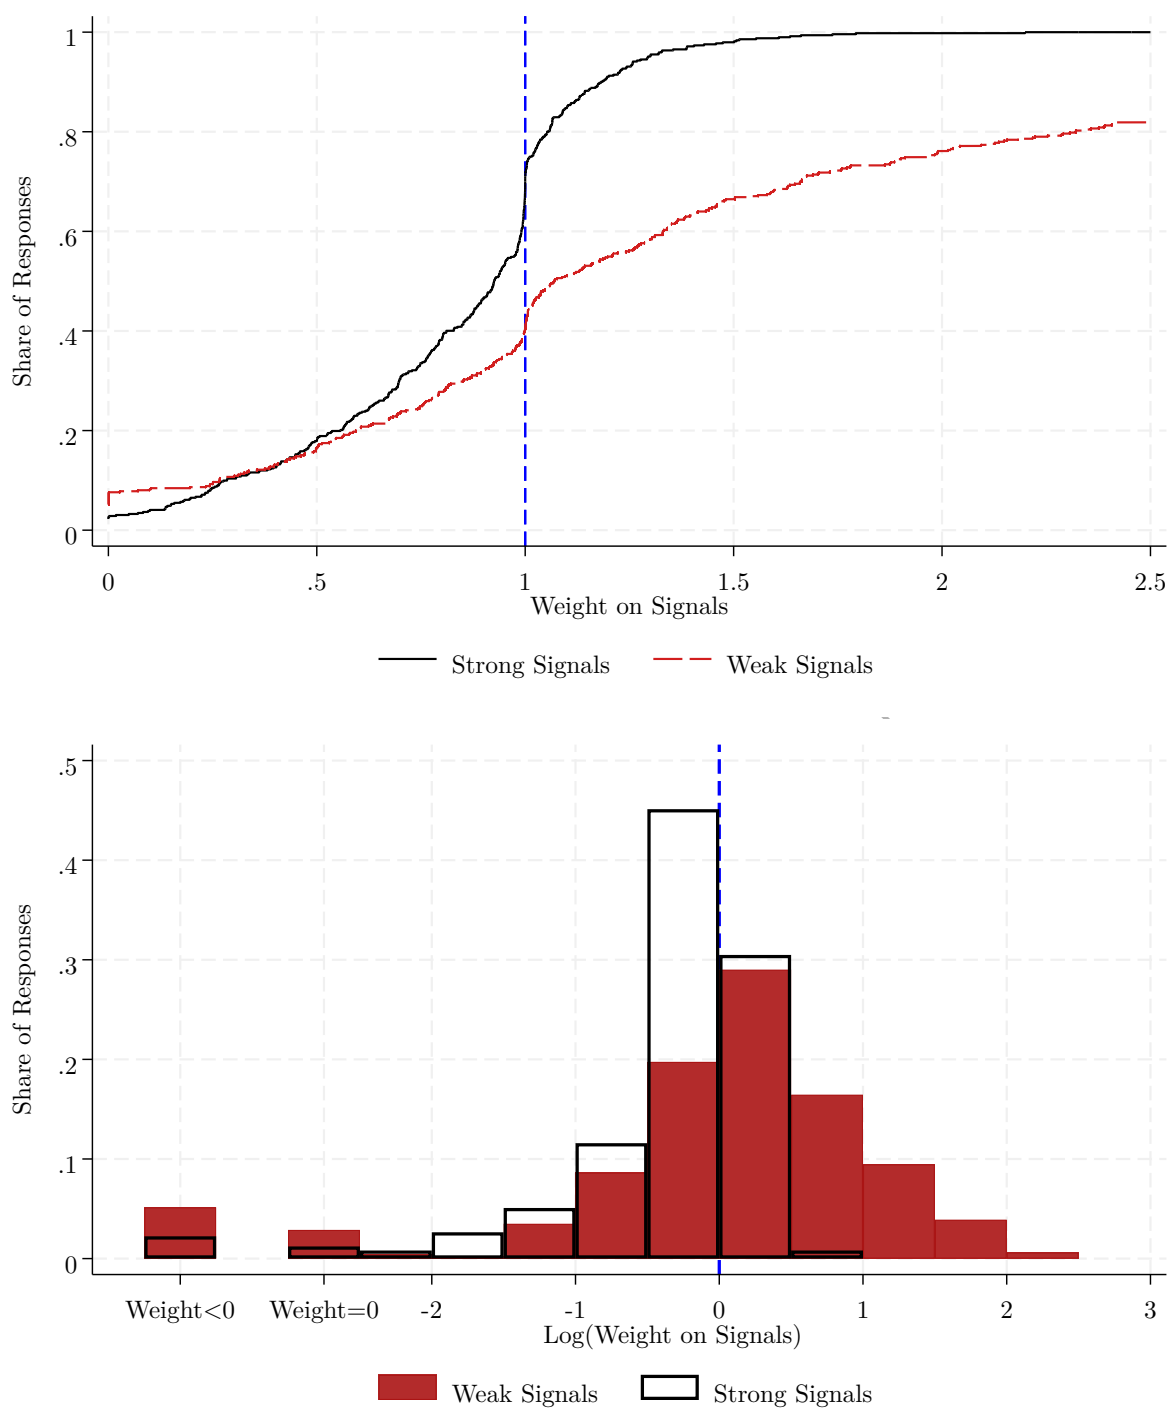 1
.8
.6
.4
.2
0
Share of Responses
0 .5 1 1.5 2 2.5
Weight on Signals
Strong Signals Weak Signals
.5
.4
.3
.2
.1
0
Share of Responses
Weight<0 Weight=0 -2 -1 0 1 2 3
Log(Weight on Signals)
Weak Signals Strong Signals